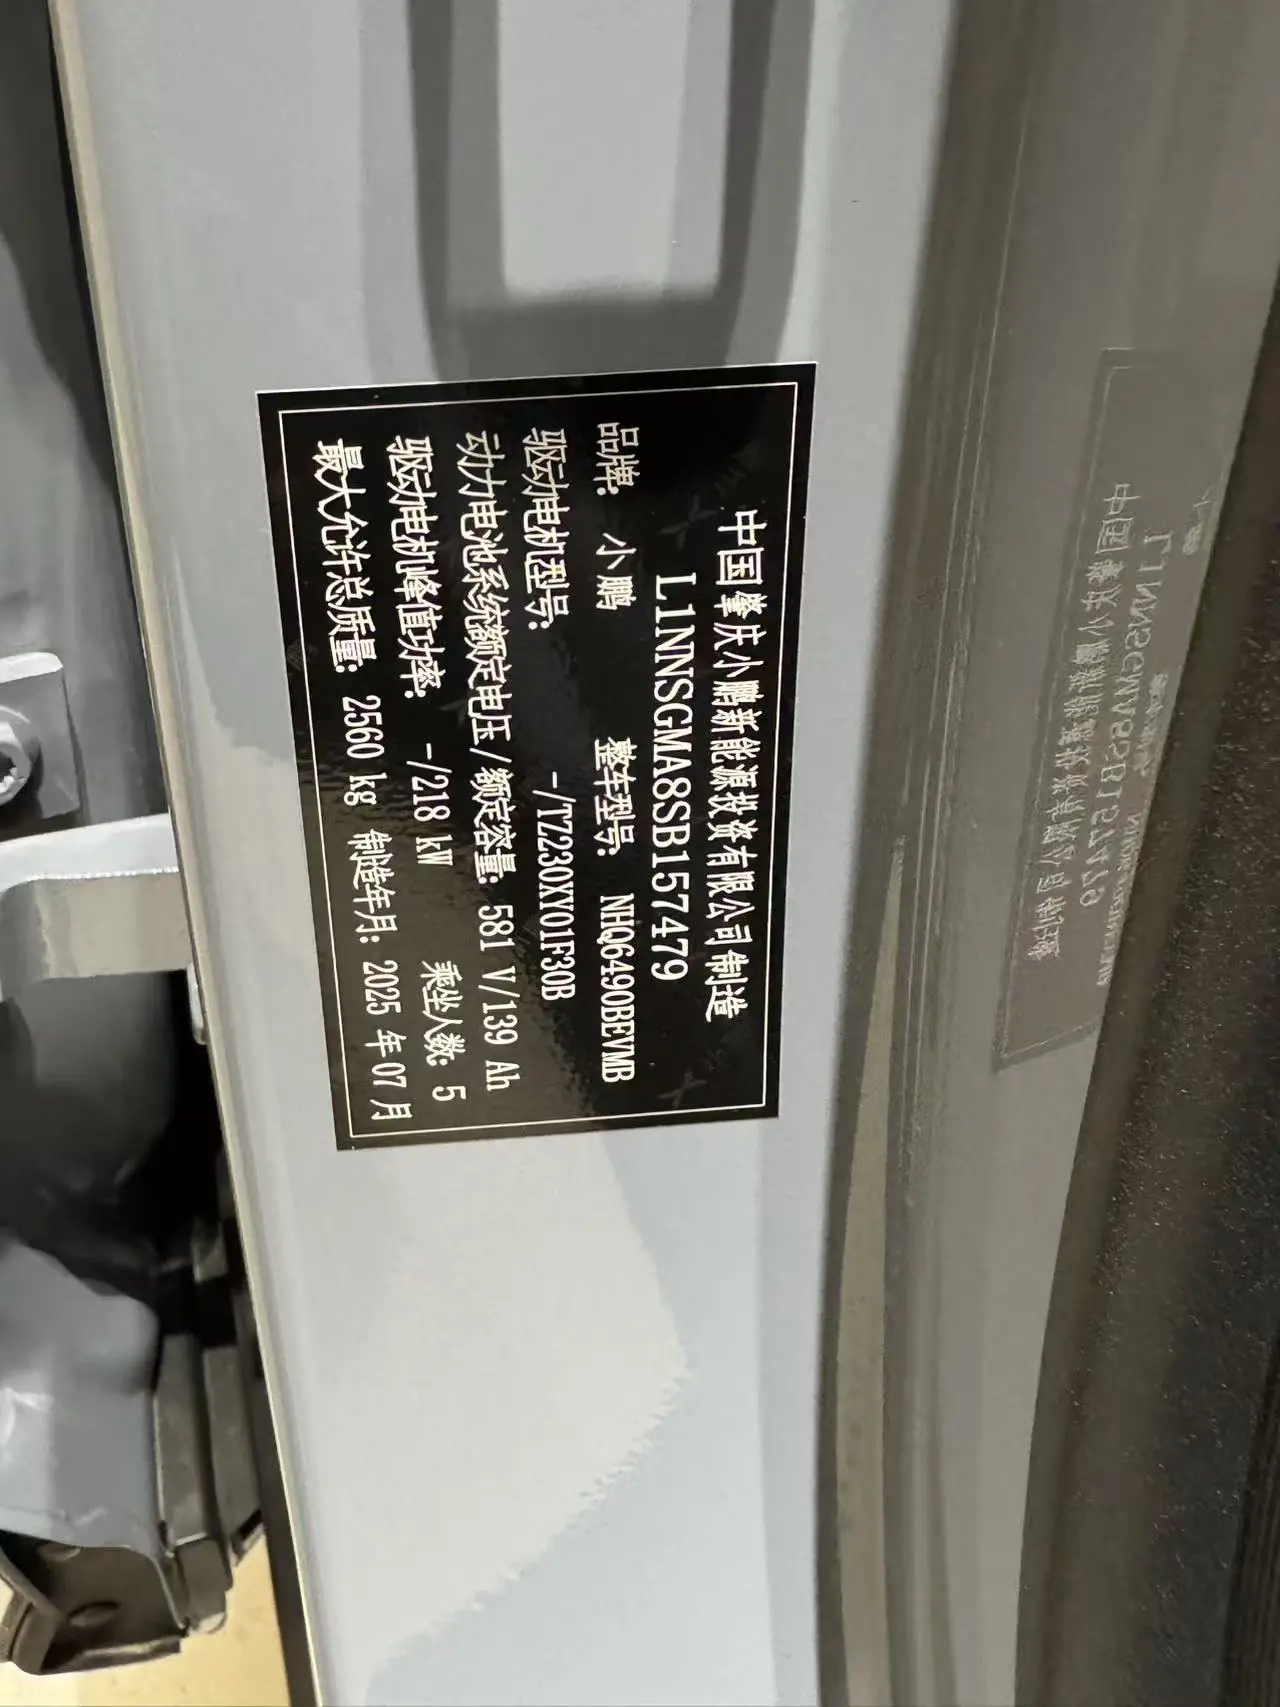 中国肇庆小鹏新能源投资有限公司制造
L1NNSGMA8SB157479
品牌: 小鹏 整车型号: NHQ6490BEVMB
驱动电机型号: -/TZ230XY01F30B
动力电池系统额定电压/额定容量: 581 V/139 Ah
驱动电机峰值功率: -/218 kW 乘坐人数: 5
最大允许总质量: 2560 kg 制造年月: 2025 年 07 月